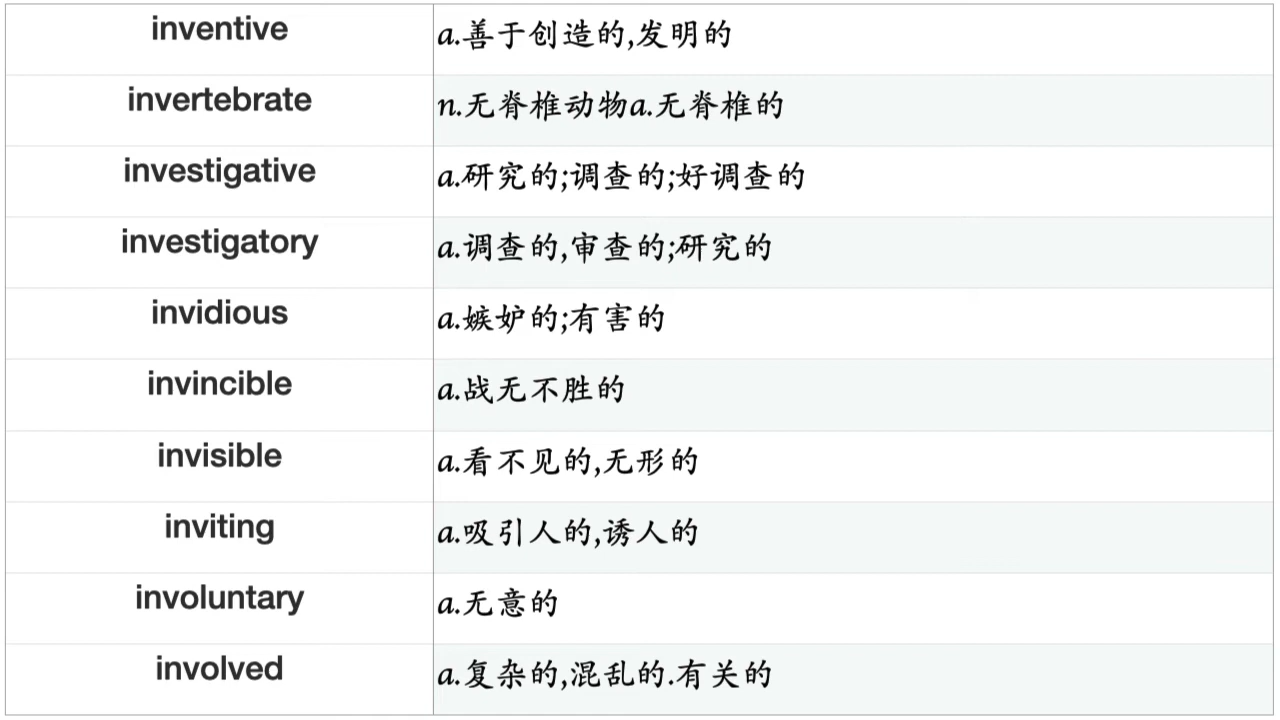 inventive a.善于创造的,发明的
invertebrate n.无脊椎动物a.无脊椎的
investigative a.研究的;调查的;好调查的
investigatory a.调查的,审查的;研究的
invidious a.嫉妒的;有害的
invincible a.战无不胜的
invisible a.看不见的,无形的
inviting a.吸引人的,诱人的
involuntary a.无意的
involved a.复杂的,混乱的.有关的